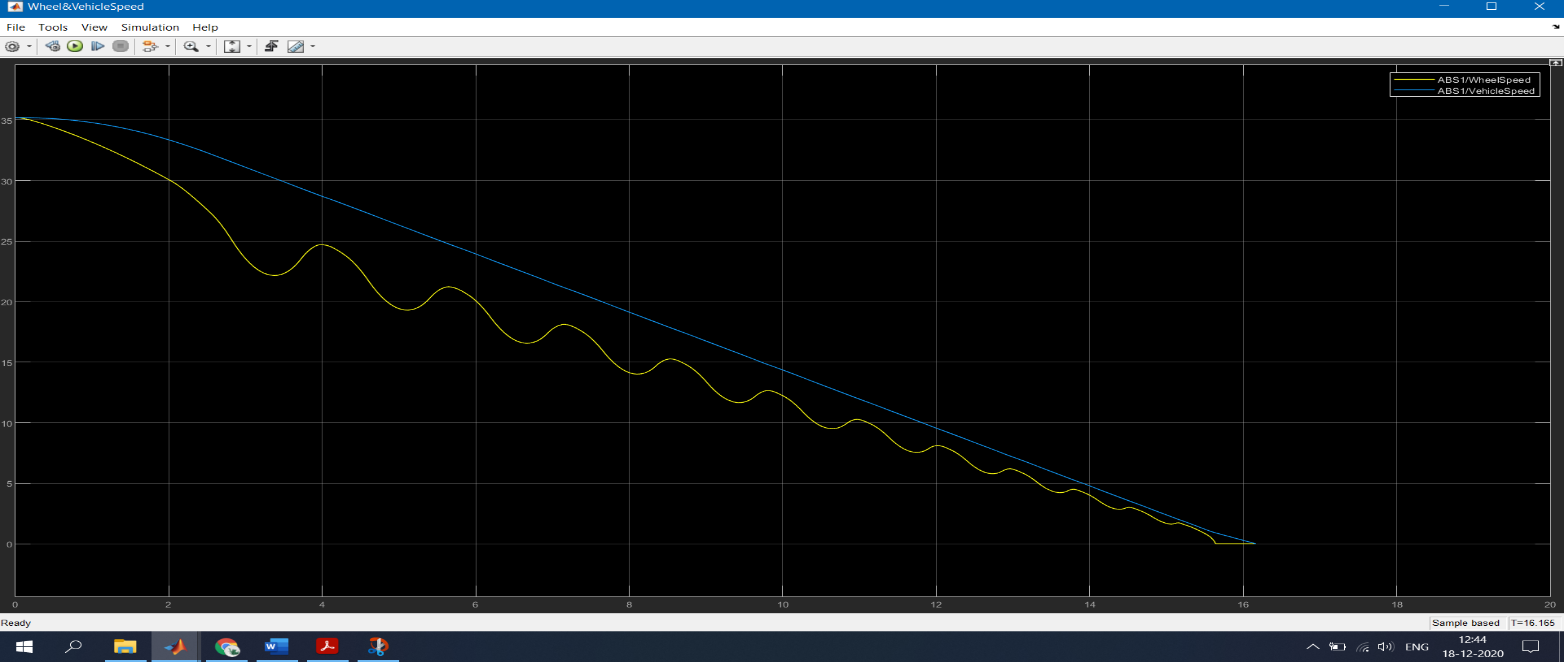 Wheel&VehicleSpeed
File Tools View Simulation Help
ABS1/WheelSpeed
ABS1/VehicleSpeed
35
30
25
20
15
10
5
0
0 2 4 6 8 10 12 14 16 18 20
Ready
Sample based T=16.165
12:44
ENG
18-12-2020